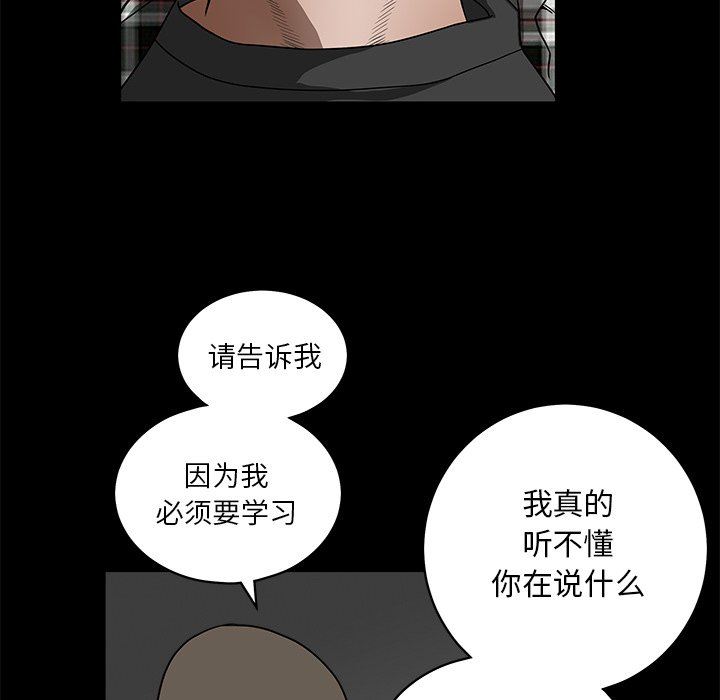 请告诉我
因为我
必须要学习
我真的
听不懂
你在说什么